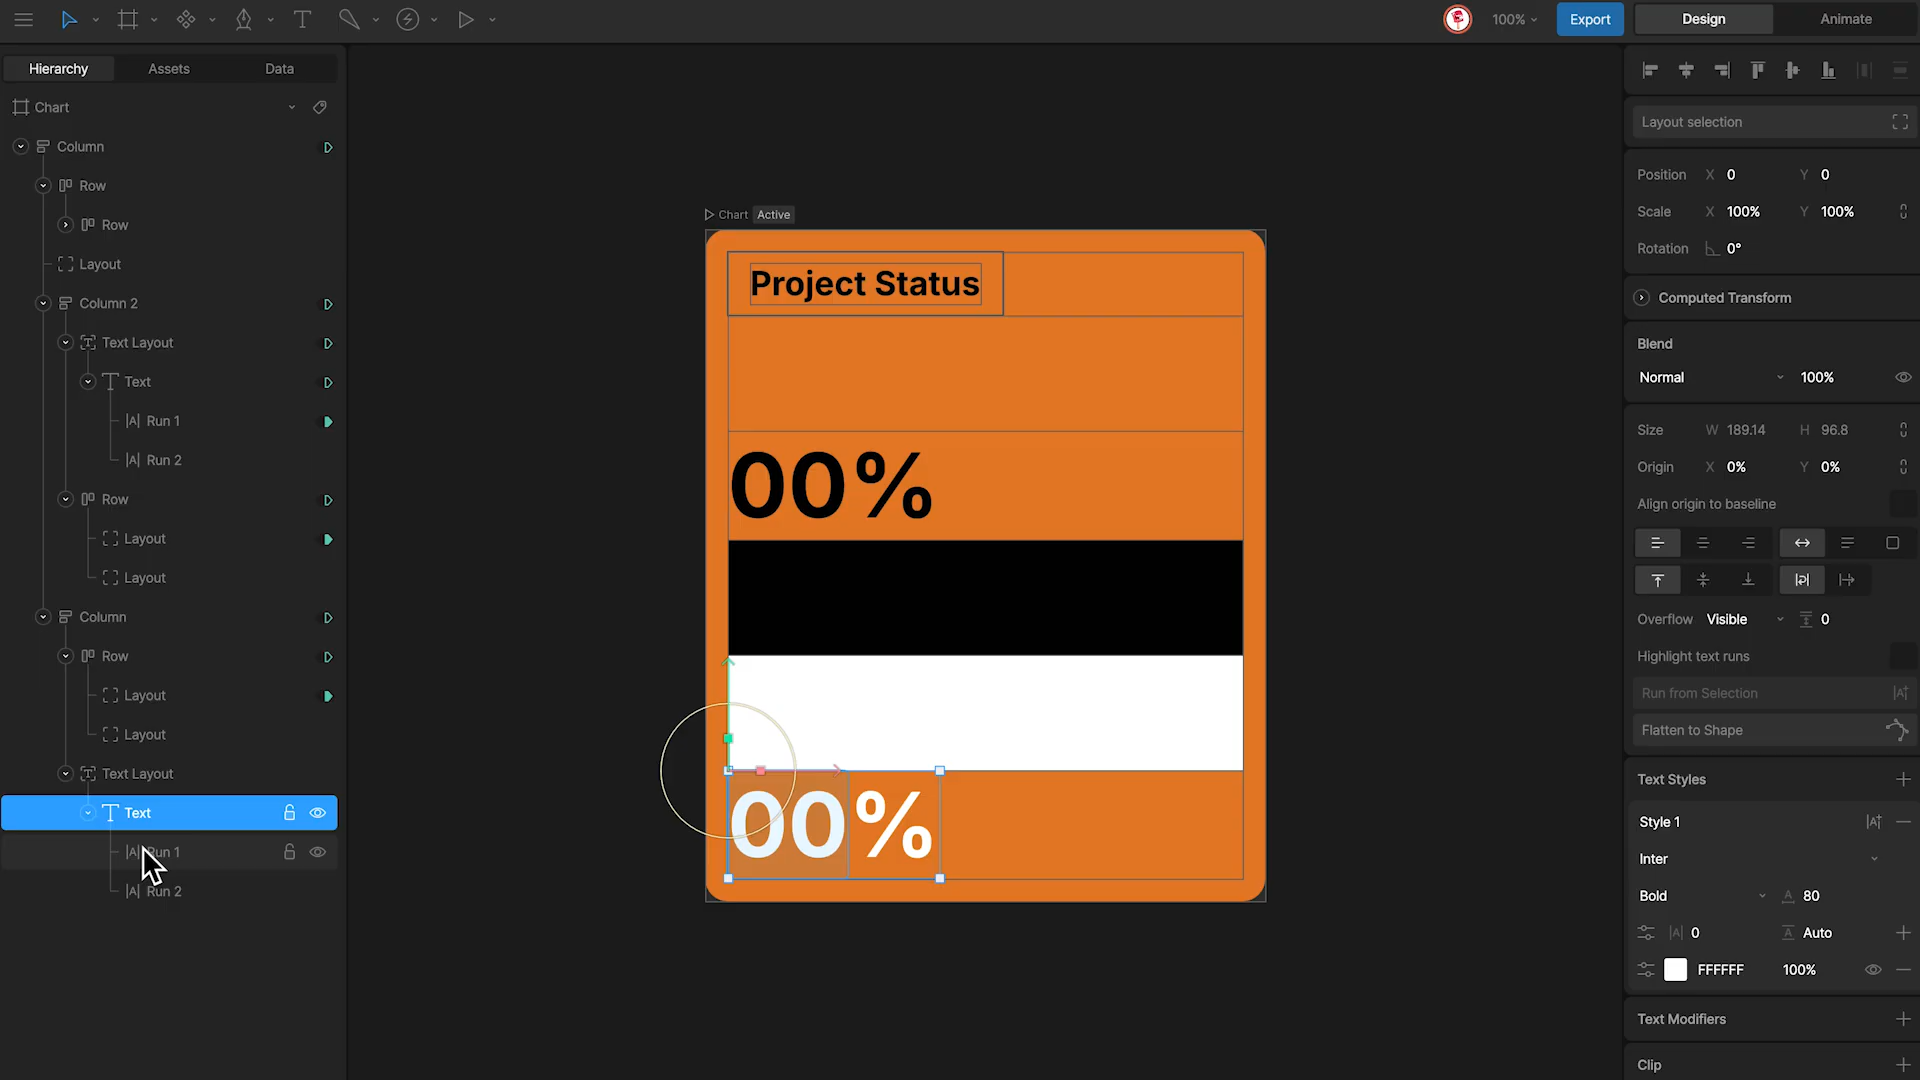 100%
Export
Design
Animate
Hierarchy
Assets
Data
Chart
Column
Row
Row
Layout
Column 2
Text Layout
Text
Run 1
Run 2
Row
Layout
Layout
Column
Row
Layout
Layout
Text Layout
Text
Run 1
Run 2
Chart Active
Project Status
00%
00%
Layout selection
Position X 0 Y 0
Scale X 100% Y 100%
Rotation 0°
Computed Transform
Blend
Normal 100%
Size W 189.14 H 96.8
Origin X 0% Y 0%
Align origin to baseline
Overflow Visible 0
Highlight text runs
Run from Selection
Flatten to Shape
Text Styles
Style 1
Inter
Bold 80
0 Auto
FFFFFF 100%
Text Modifiers
Clip